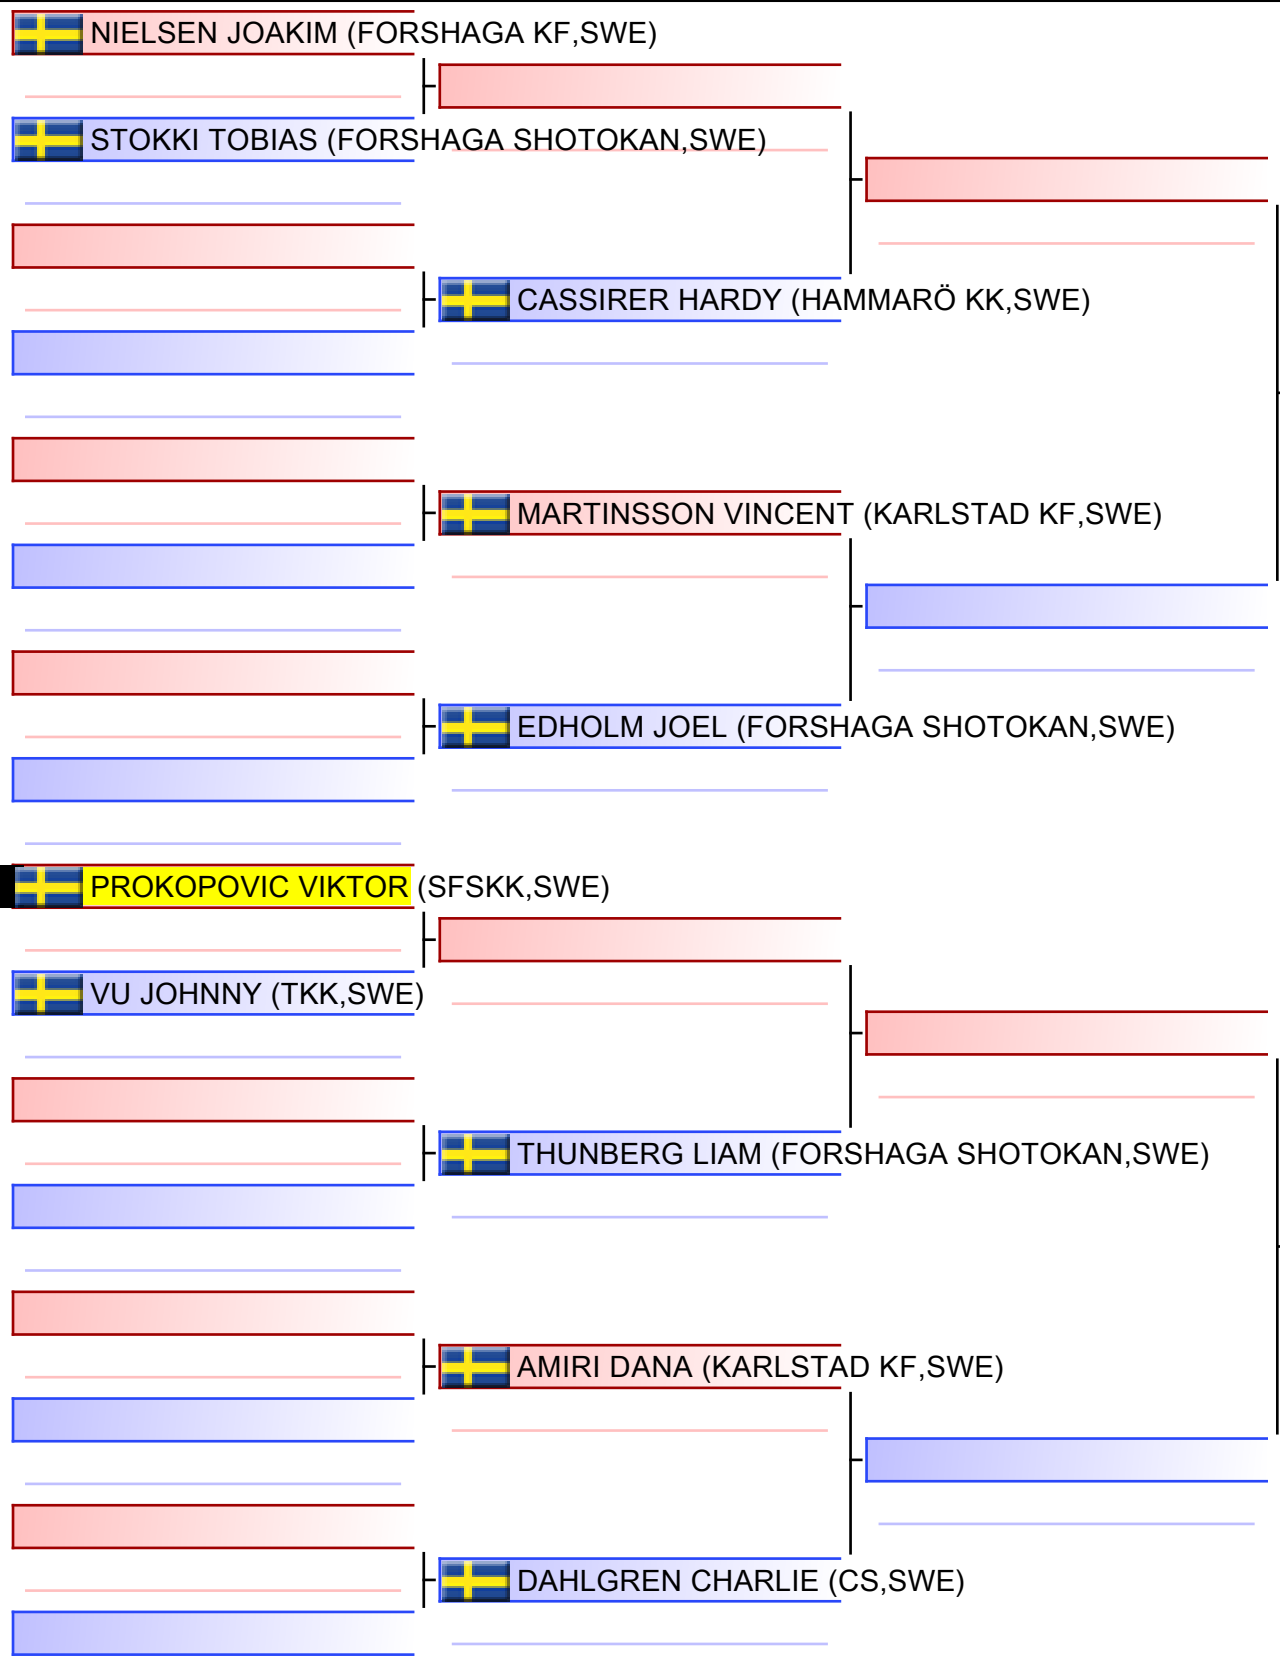 NIELSEN JOAKIM (FORSHAGA KF,SWE)
STOKKI TOBIAS (FORSHAGA SHOTOKAN,SWE)
CASSIRER HARDY (HAMMARÖ KK,SWE)
MARTINSSON VINCENT (KARLSTAD KF,SWE)
EDHOLM JOEL (FORSHAGA SHOTOKAN,SWE)
PROKOPOVIC VIKTOR (SFSKK,SWE)
VU JOHNNY (TKK,SWE)
THUNBERG LIAM (FORSHAGA SHOTOKAN,SWE)
AMIRI DANA (KARLSTAD KF,SWE)
DAHLGREN CHARLIE (CS,SWE)